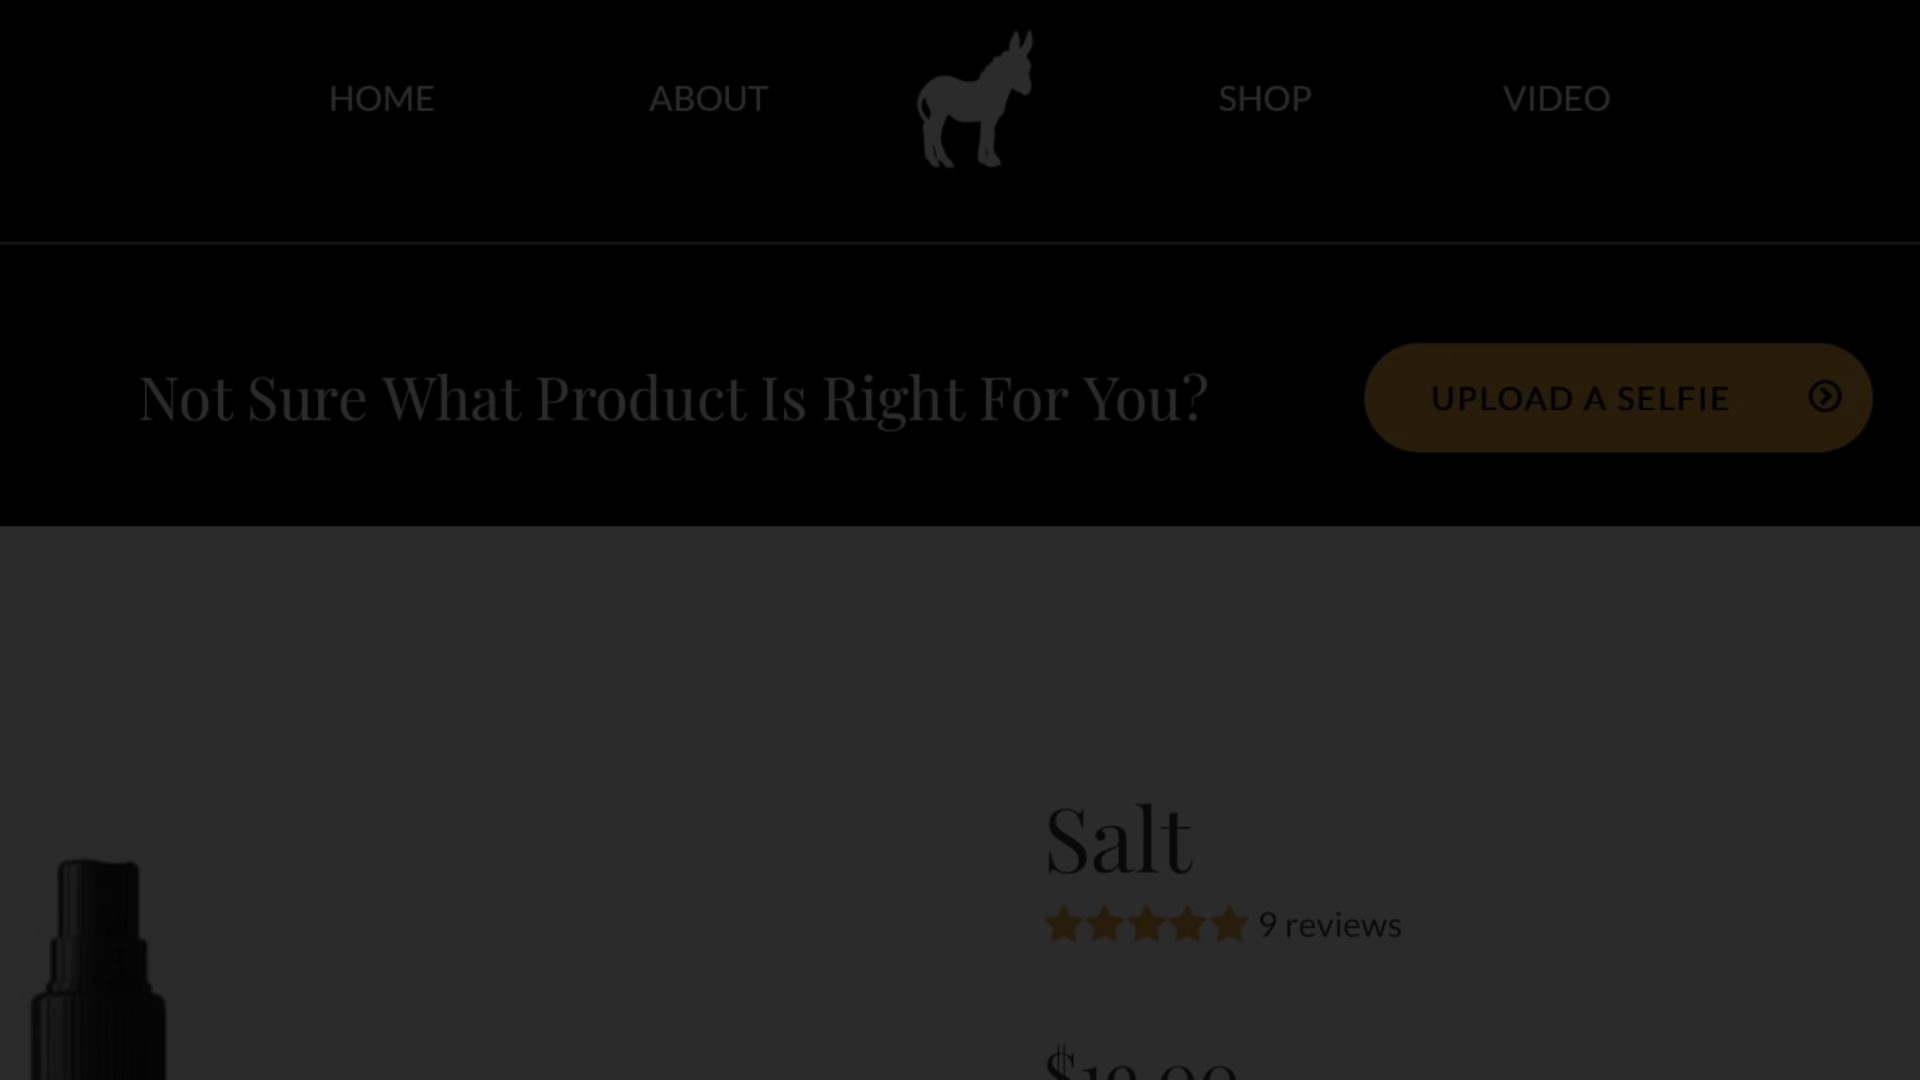 HOME ABOUT SHOP VIDEO
Not Sure What Product Is Right For You?
UPLOAD A SELFIE
Salt
9 reviews